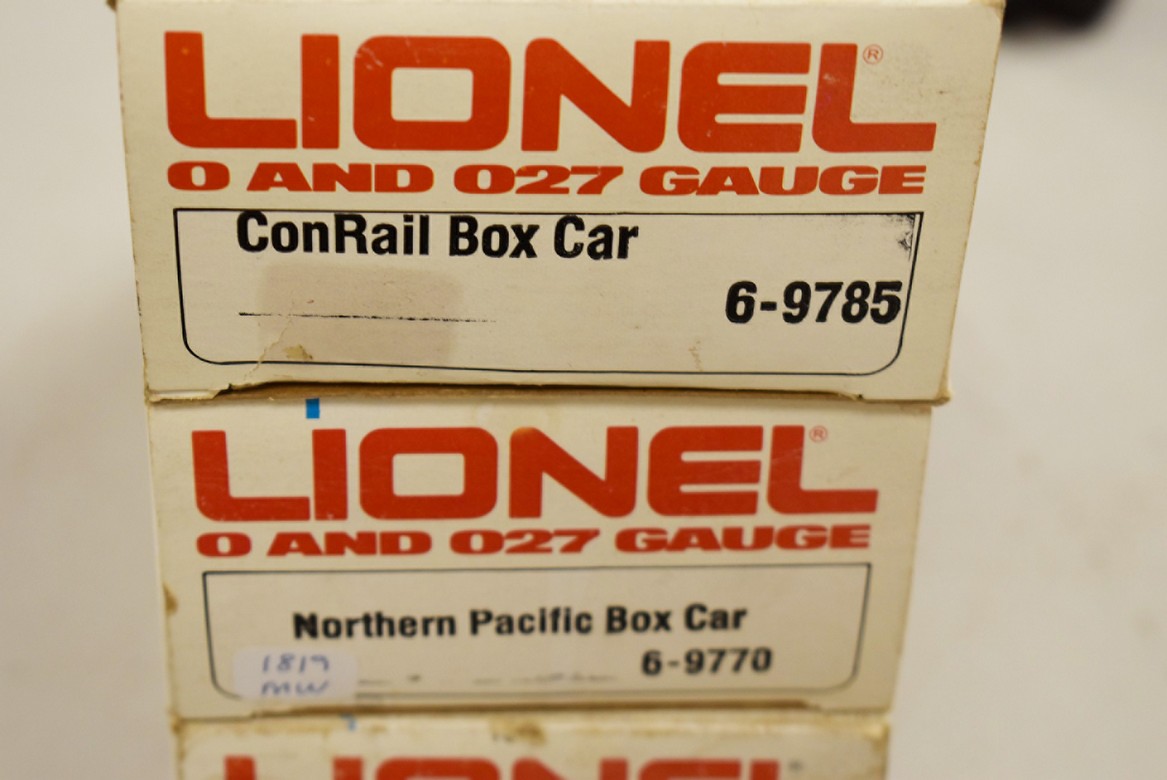 LIONEL®
O AND O27 GAUGE
ConRail Box Car
6-9785
LIONEL®
O AND O27 GAUGE
Northern Pacific Box Car
6-9770
1819
MW
LIONEL